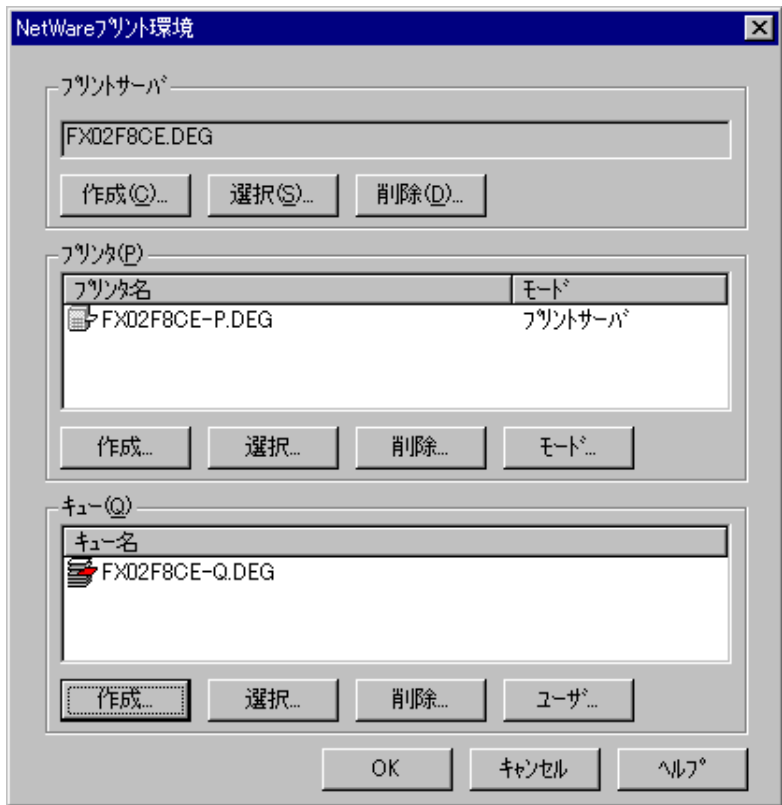 NetWareﾌﾟﾘﾝﾄ環境
ﾌﾟﾘﾝﾄｻｰﾊﾞ
FX02F8CE.DEG
作成(C)... 選択(S)... 削除(D)...
ﾌﾟﾘﾝﾀ(P)
ﾌﾟﾘﾝﾀ名 ﾓｰﾄﾞ
FX02F8CE-P.DEG ﾌﾟﾘﾝﾄｻｰﾊﾞ
作成... 選択... 削除... ﾓｰﾄﾞ...
ｷｭｰ(Q)
ｷｭｰ名
FX02F8CE-Q.DEG
作成... 選択... 削除... ﾕｰｻﾞ...
OK ｷｬﾝｾﾙ ﾍﾙﾌﾟ